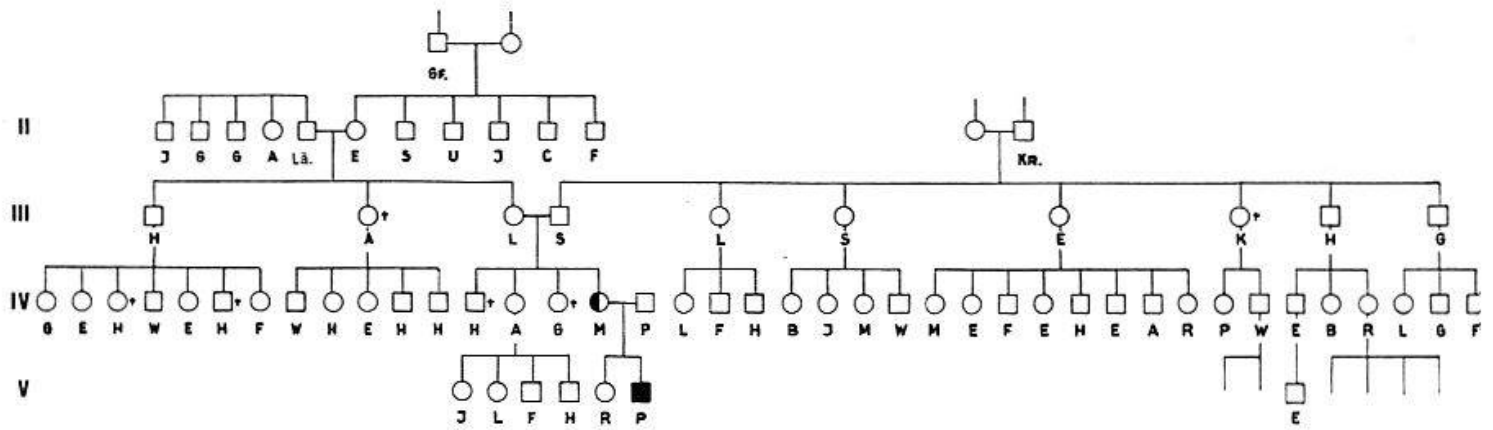 GF.
II
J G G A Lä. E S U J C F KR.
III
H A L S L S E K H G
IV
G E H W E H F W H E H H H A G M P L F H B J M W M E F E H E A R P W E B R L G F
V
J L F H R P E